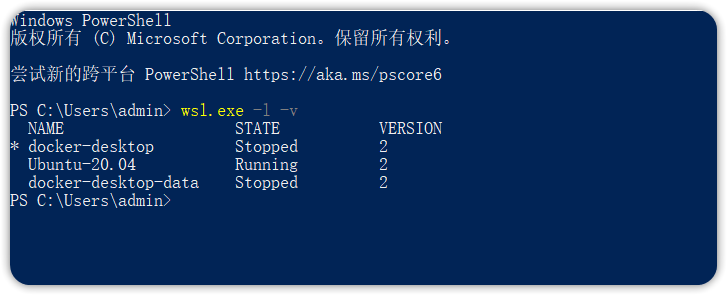 Windows PowerShell
版权所有 (C) Microsoft Corporation。保留所有权利。
尝试新的跨平台 PowerShell https://aka.ms/pscore6
PS C:\Users\admin> wsl.exe -l -v
  NAME                   STATE           VERSION
* docker-desktop         Stopped         2
  Ubuntu-20.04           Running         2
  docker-desktop-data    Stopped         2
PS C:\Users\admin>